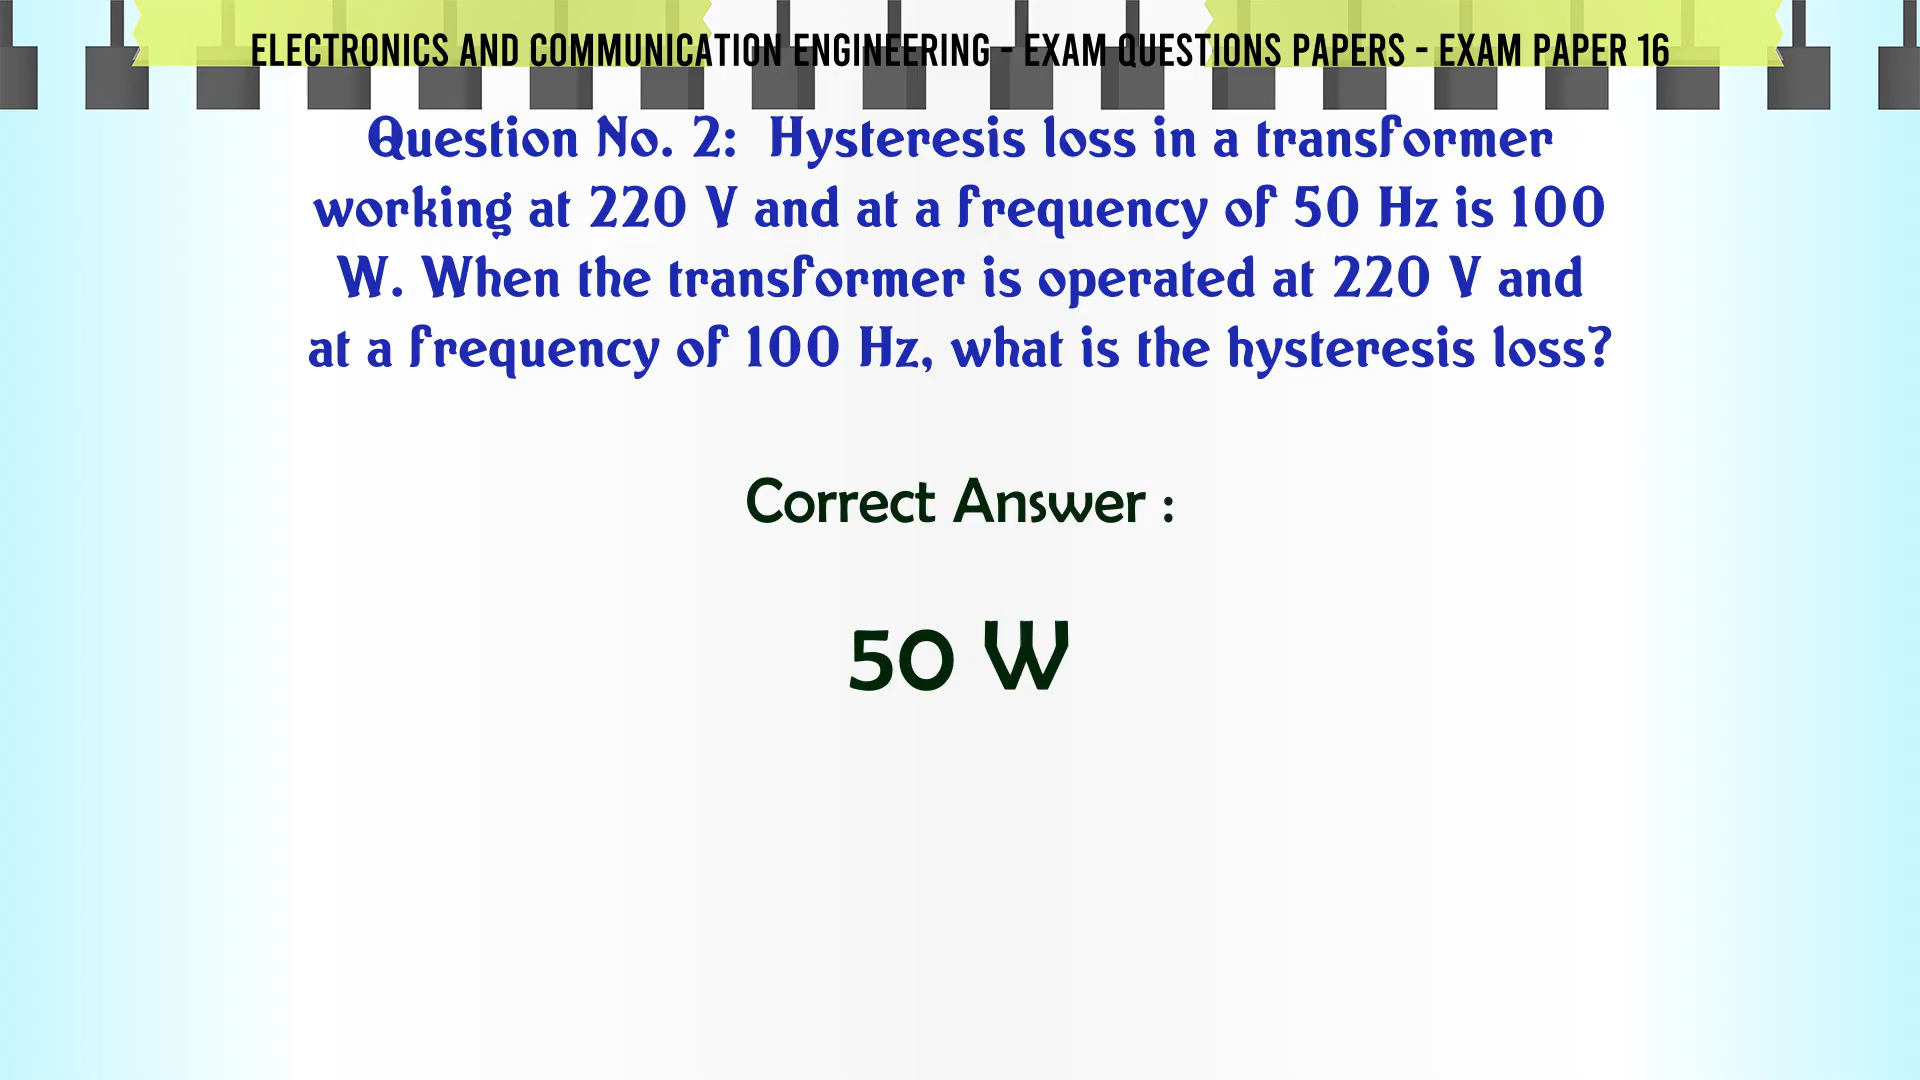 ELECTRONICS AND COMMUNICATION ENGINEERING - EXAM QUESTIONS PAPERS - EXAM PAPER 16
Question No. 2: Hysteresis loss in a transformer
working at 220 V and at a frequency of 50 Hz is 100
W. When the transformer is operated at 220 V and
at a frequency of 100 Hz, what is the hysteresis loss?
Correct Answer :
50 W